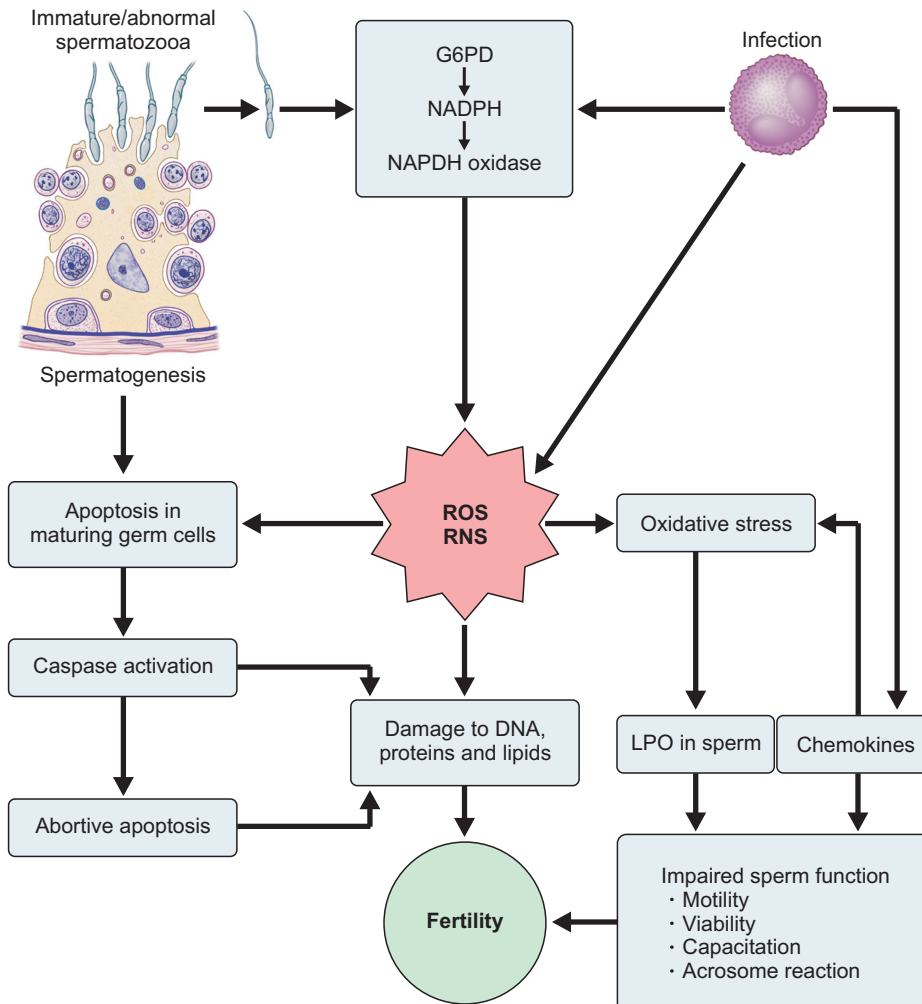 Immature/abnormal
spermatozooa
G6PD
NADPH
NAPDH oxidase
Infection
Spermatogenesis
Apoptosis in
maturing germ cells
ROS
RNS
Oxidative stress
Caspase activation
Damage to DNA,
proteins and lipids
LPO in sperm
Chemokines
Abortive apoptosis
Fertility
Impaired sperm function
· Motility
· Viability
· Capacitation
· Acrosome reaction